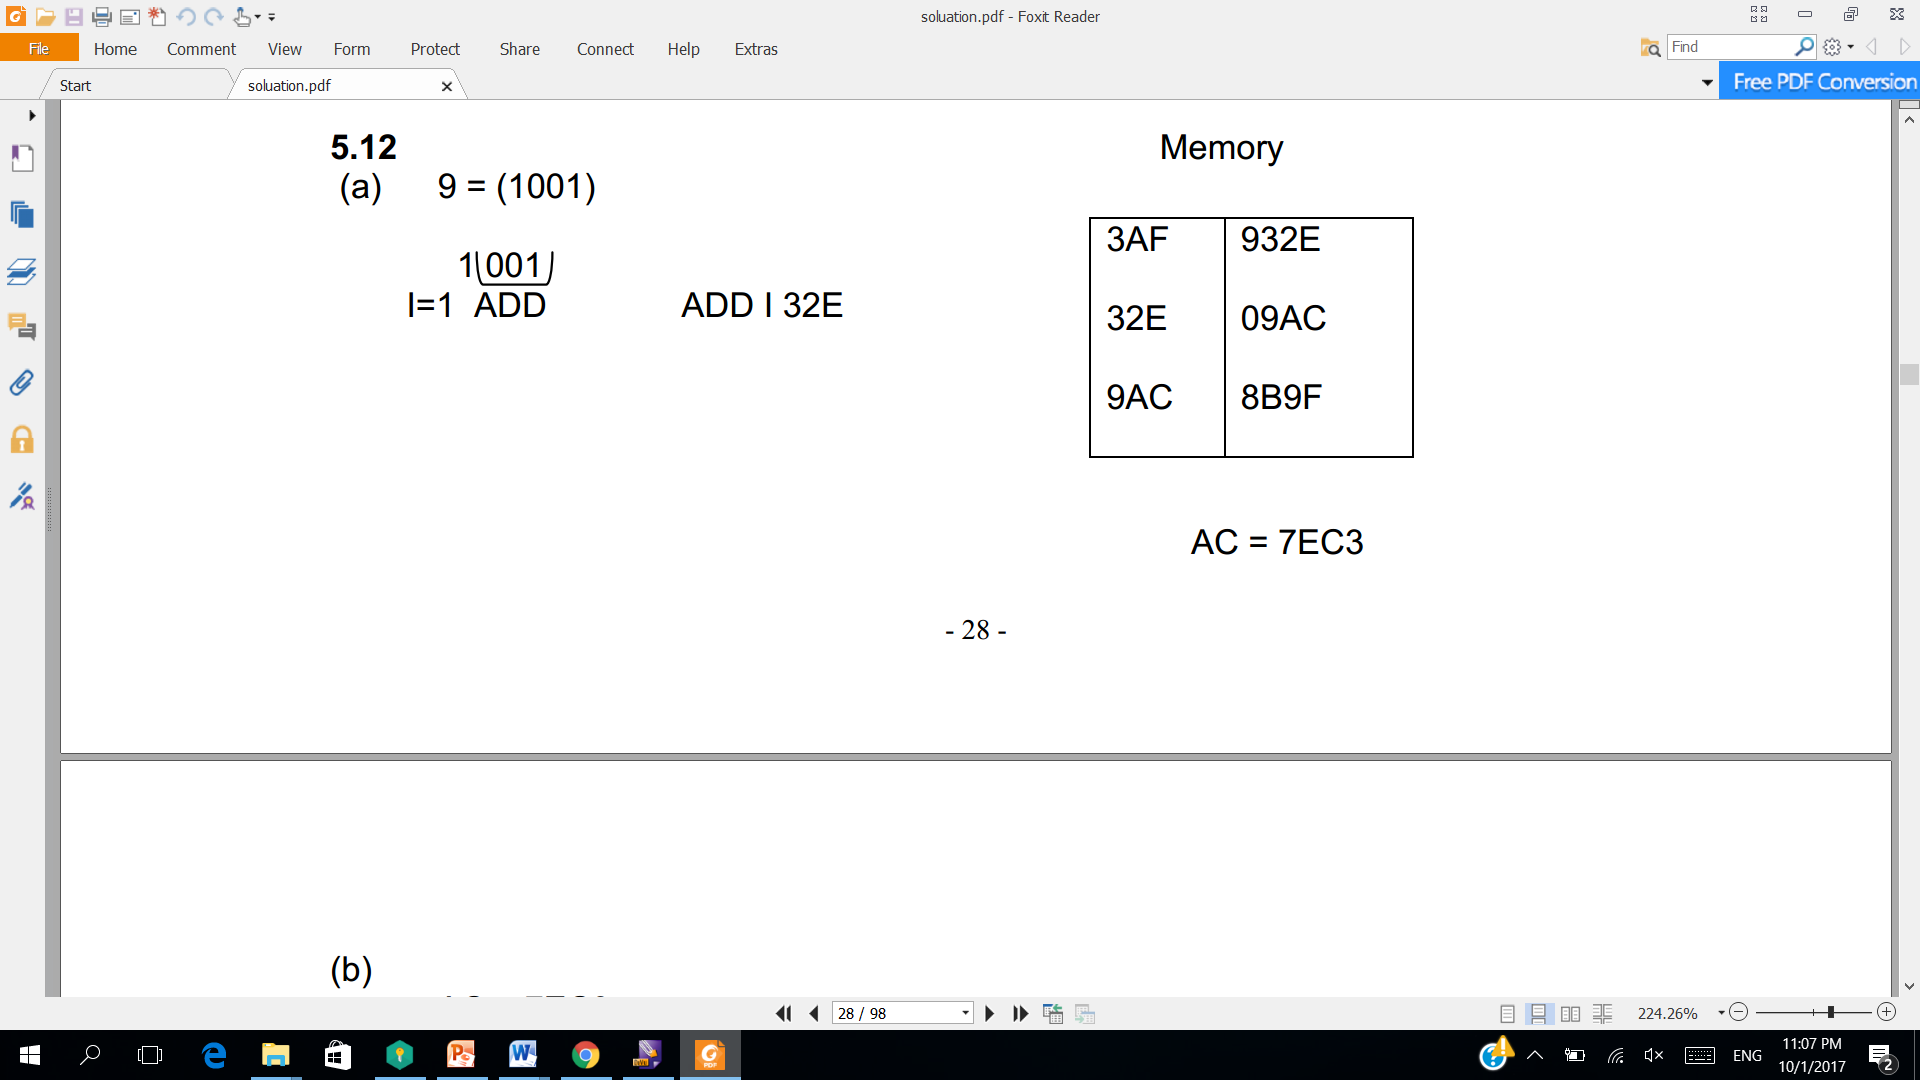 soluation.pdf - Foxit Reader
File Home Comment View Form Protect Share Connect Help Extras
Find
Start
soluation.pdf
Free PDF Conversion
5.12
Memory
(a) 9 = (1001)
1 001
I=1 ADD ADD I 32E
3AF 932E
32E 09AC
9AC 8B9F
AC = 7EC3
- 28 -
(b)
28 / 98
224.26%
ENG
11:07 PM
10/1/2017
2